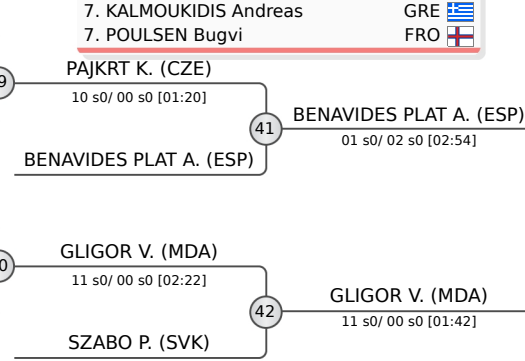 7. KALMOUKIDIS Andreas GRE
7. POULSEN Bugvi FRO
PAJKRT K. (CZE)
9
10 s0/ 00 s0 [01:20]
BENAVIDES PLAT A. (ESP)
41
01 s0/ 02 s0 [02:54]
BENAVIDES PLAT A. (ESP)
GLIGOR V. (MDA)
0
11 s0/ 00 s0 [02:22]
GLIGOR V. (MDA)
42
11 s0/ 00 s0 [01:42]
SZABO P. (SVK)